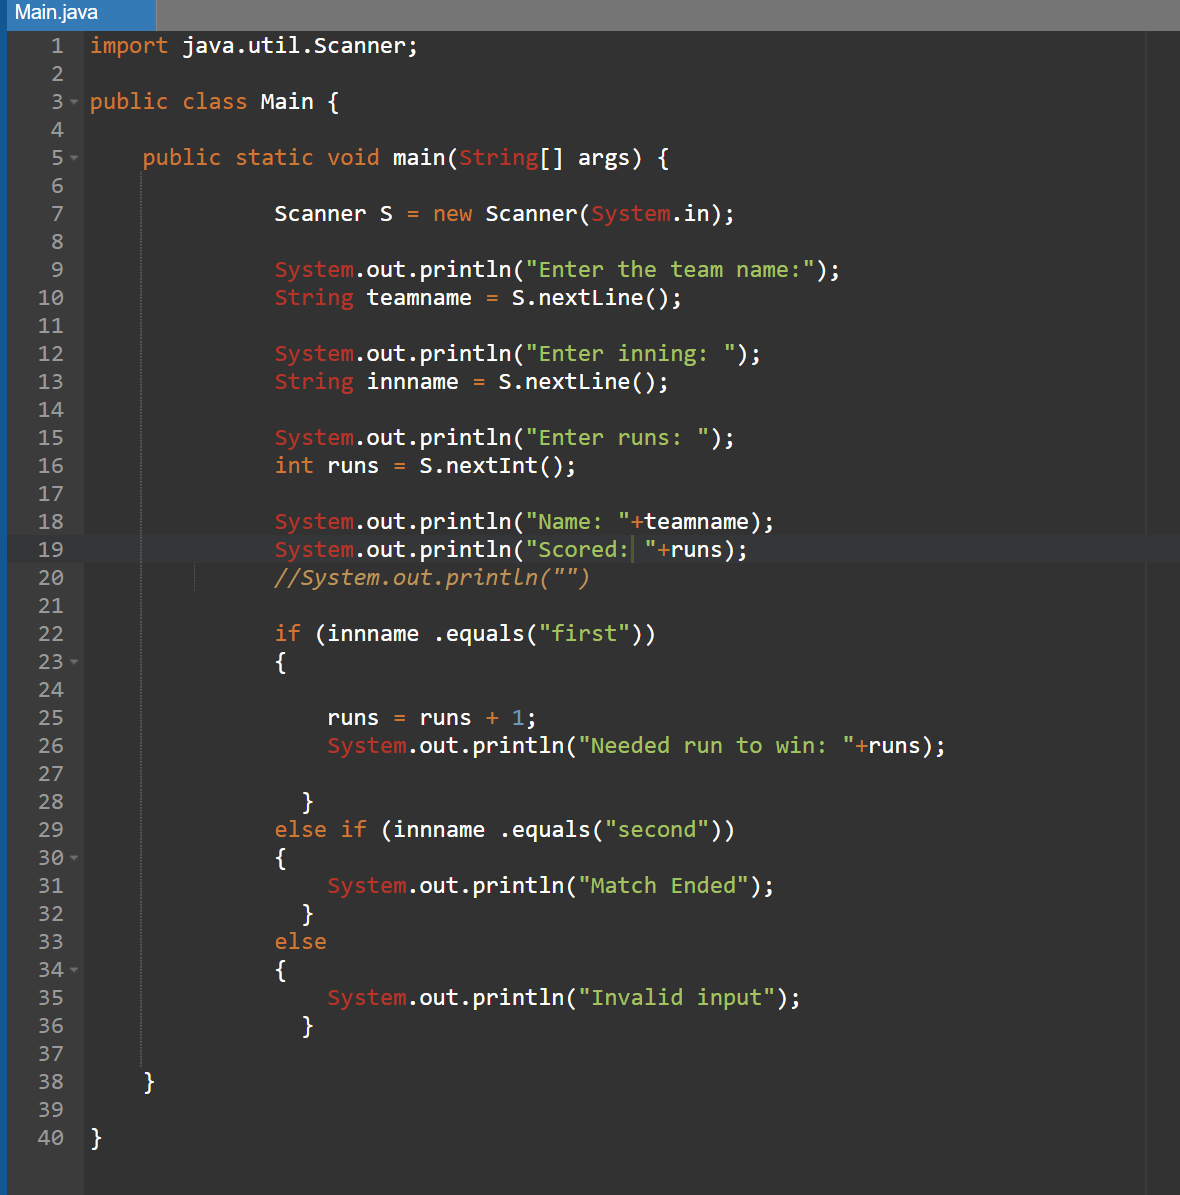 Main.java
1 import java.util.Scanner;
2
3 public class Main {
4
5 public static void main(String[] args) {
6
7 Scanner S = new Scanner(System.in);
8
9 System.out.println("Enter the team name:");
10 String teamname = S.nextLine();
11
12 System.out.println("Enter inning: ");
13 String innname = S.nextLine();
14
15 System.out.println("Enter runs: ");
16 int runs = S.nextInt();
17
18 System.out.println("Name: "+teamname);
19 System.out.println("Scored: "+runs);
20 //System.out.println("")
21
22 if (innname .equals("first"))
23 {
24
25 runs = runs + 1;
26 System.out.println("Needed run to win: "+runs);
27
28 }
29 else if (innname .equals("second"))
30 {
31 System.out.println("Match Ended");
32 }
33 else
34 {
35 System.out.println("Invalid input");
36 }
37
38 }
39
40 }